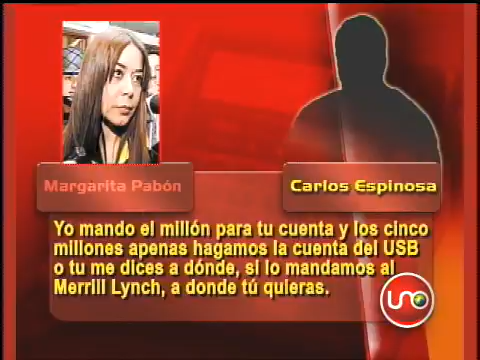 Margarita Pabón
Carlos Espinosa
Yo mando el millón para tu cuenta y los cinco
millones apenas hagamos la cuenta del USB
o tu me dices a dónde, si lo mandamos al
Merrill Lynch, a donde tú quieras.
uno